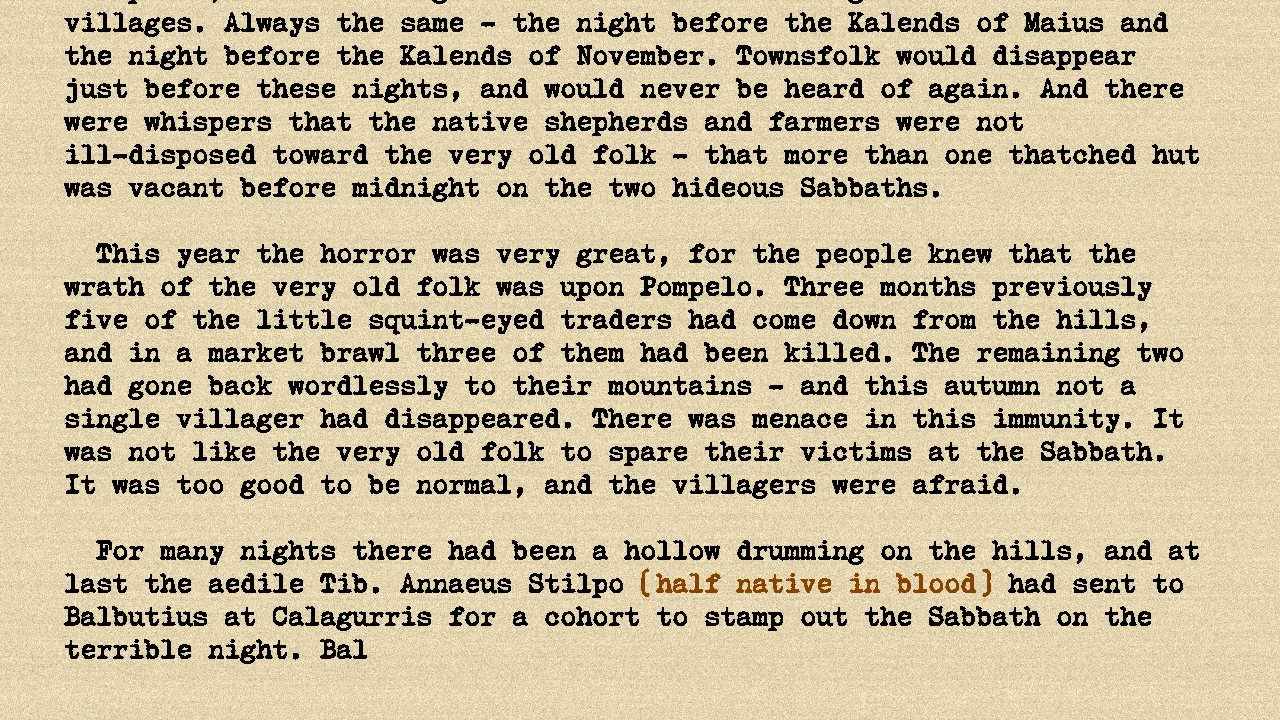 villages. Always the same - the night before the Kalends of Maius and
the night before the Kalends of November. Townsfolk would disappear
just before these nights, and would never be heard of again. And there
were whispers that the native shepherds and farmers were not
ill-disposed toward the very old folk - that more than one thatched hut
was vacant before midnight on the two hideous Sabbaths.
This year the horror was very great, for the people knew that the
wrath of the very old folk was upon Pompelo. Three months previously
five of the little squint-eyed traders had come down from the hills,
and in a market brawl three of them had been killed. The remaining two
had gone back wordlessly to their mountains - and this autumn not a
single villager had disappeared. There was menace in this immunity. It
was not like the very old folk to spare their victims at the Sabbath.
It was too good to be normal, and the villagers were afraid.
For many nights there had been a hollow drumming on the hills, and at
last the aedile Tib. Annaeus Stilpo (half native in blood) had sent to
Balbutius at Calagurris for a cohort to stamp out the Sabbath on the
terrible night. Bal